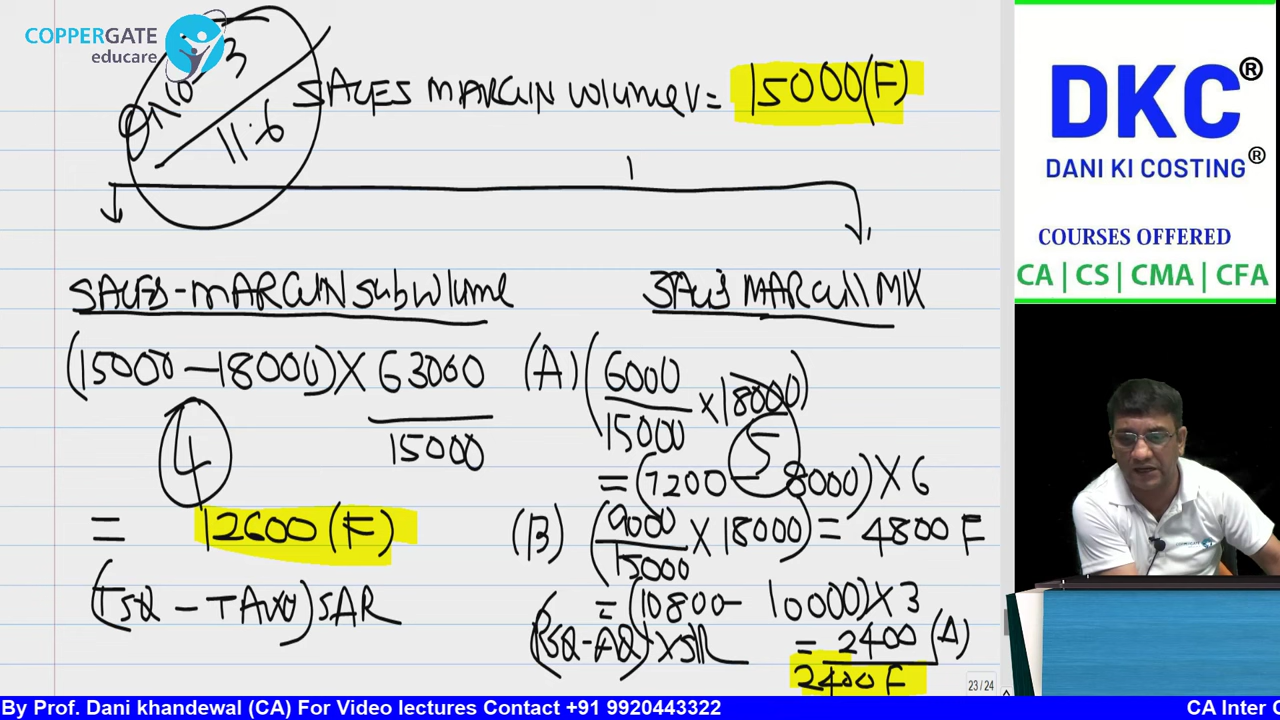 COPPERGATE
educare
3
11.6
SALES MARGIN Volume V = 15000(F)
SALES-MARGIN subvolume
SALES MARGIN MIX
(15000 - 18000) X 63000
15000
4
= 12600 (F)
(TSQ - TAQ) SAR
(A) (6000
15000 X 18000)
5
= (7200 - 8000) X 6
= 4800 F
(B) (9000
15000 X 18000)
= (10800 - 10000) X 3
(RSQ-AQ) X SR
= 2400 (A)
2400 F
23 / 24
DKC®
DANI KI COSTING®
COURSES OFFERED
CA | CS | CMA | CFA
COPPERGATE
By Prof. Dani khandewal (CA) For Video lectures Contact +91 9920443322
CA Inter C